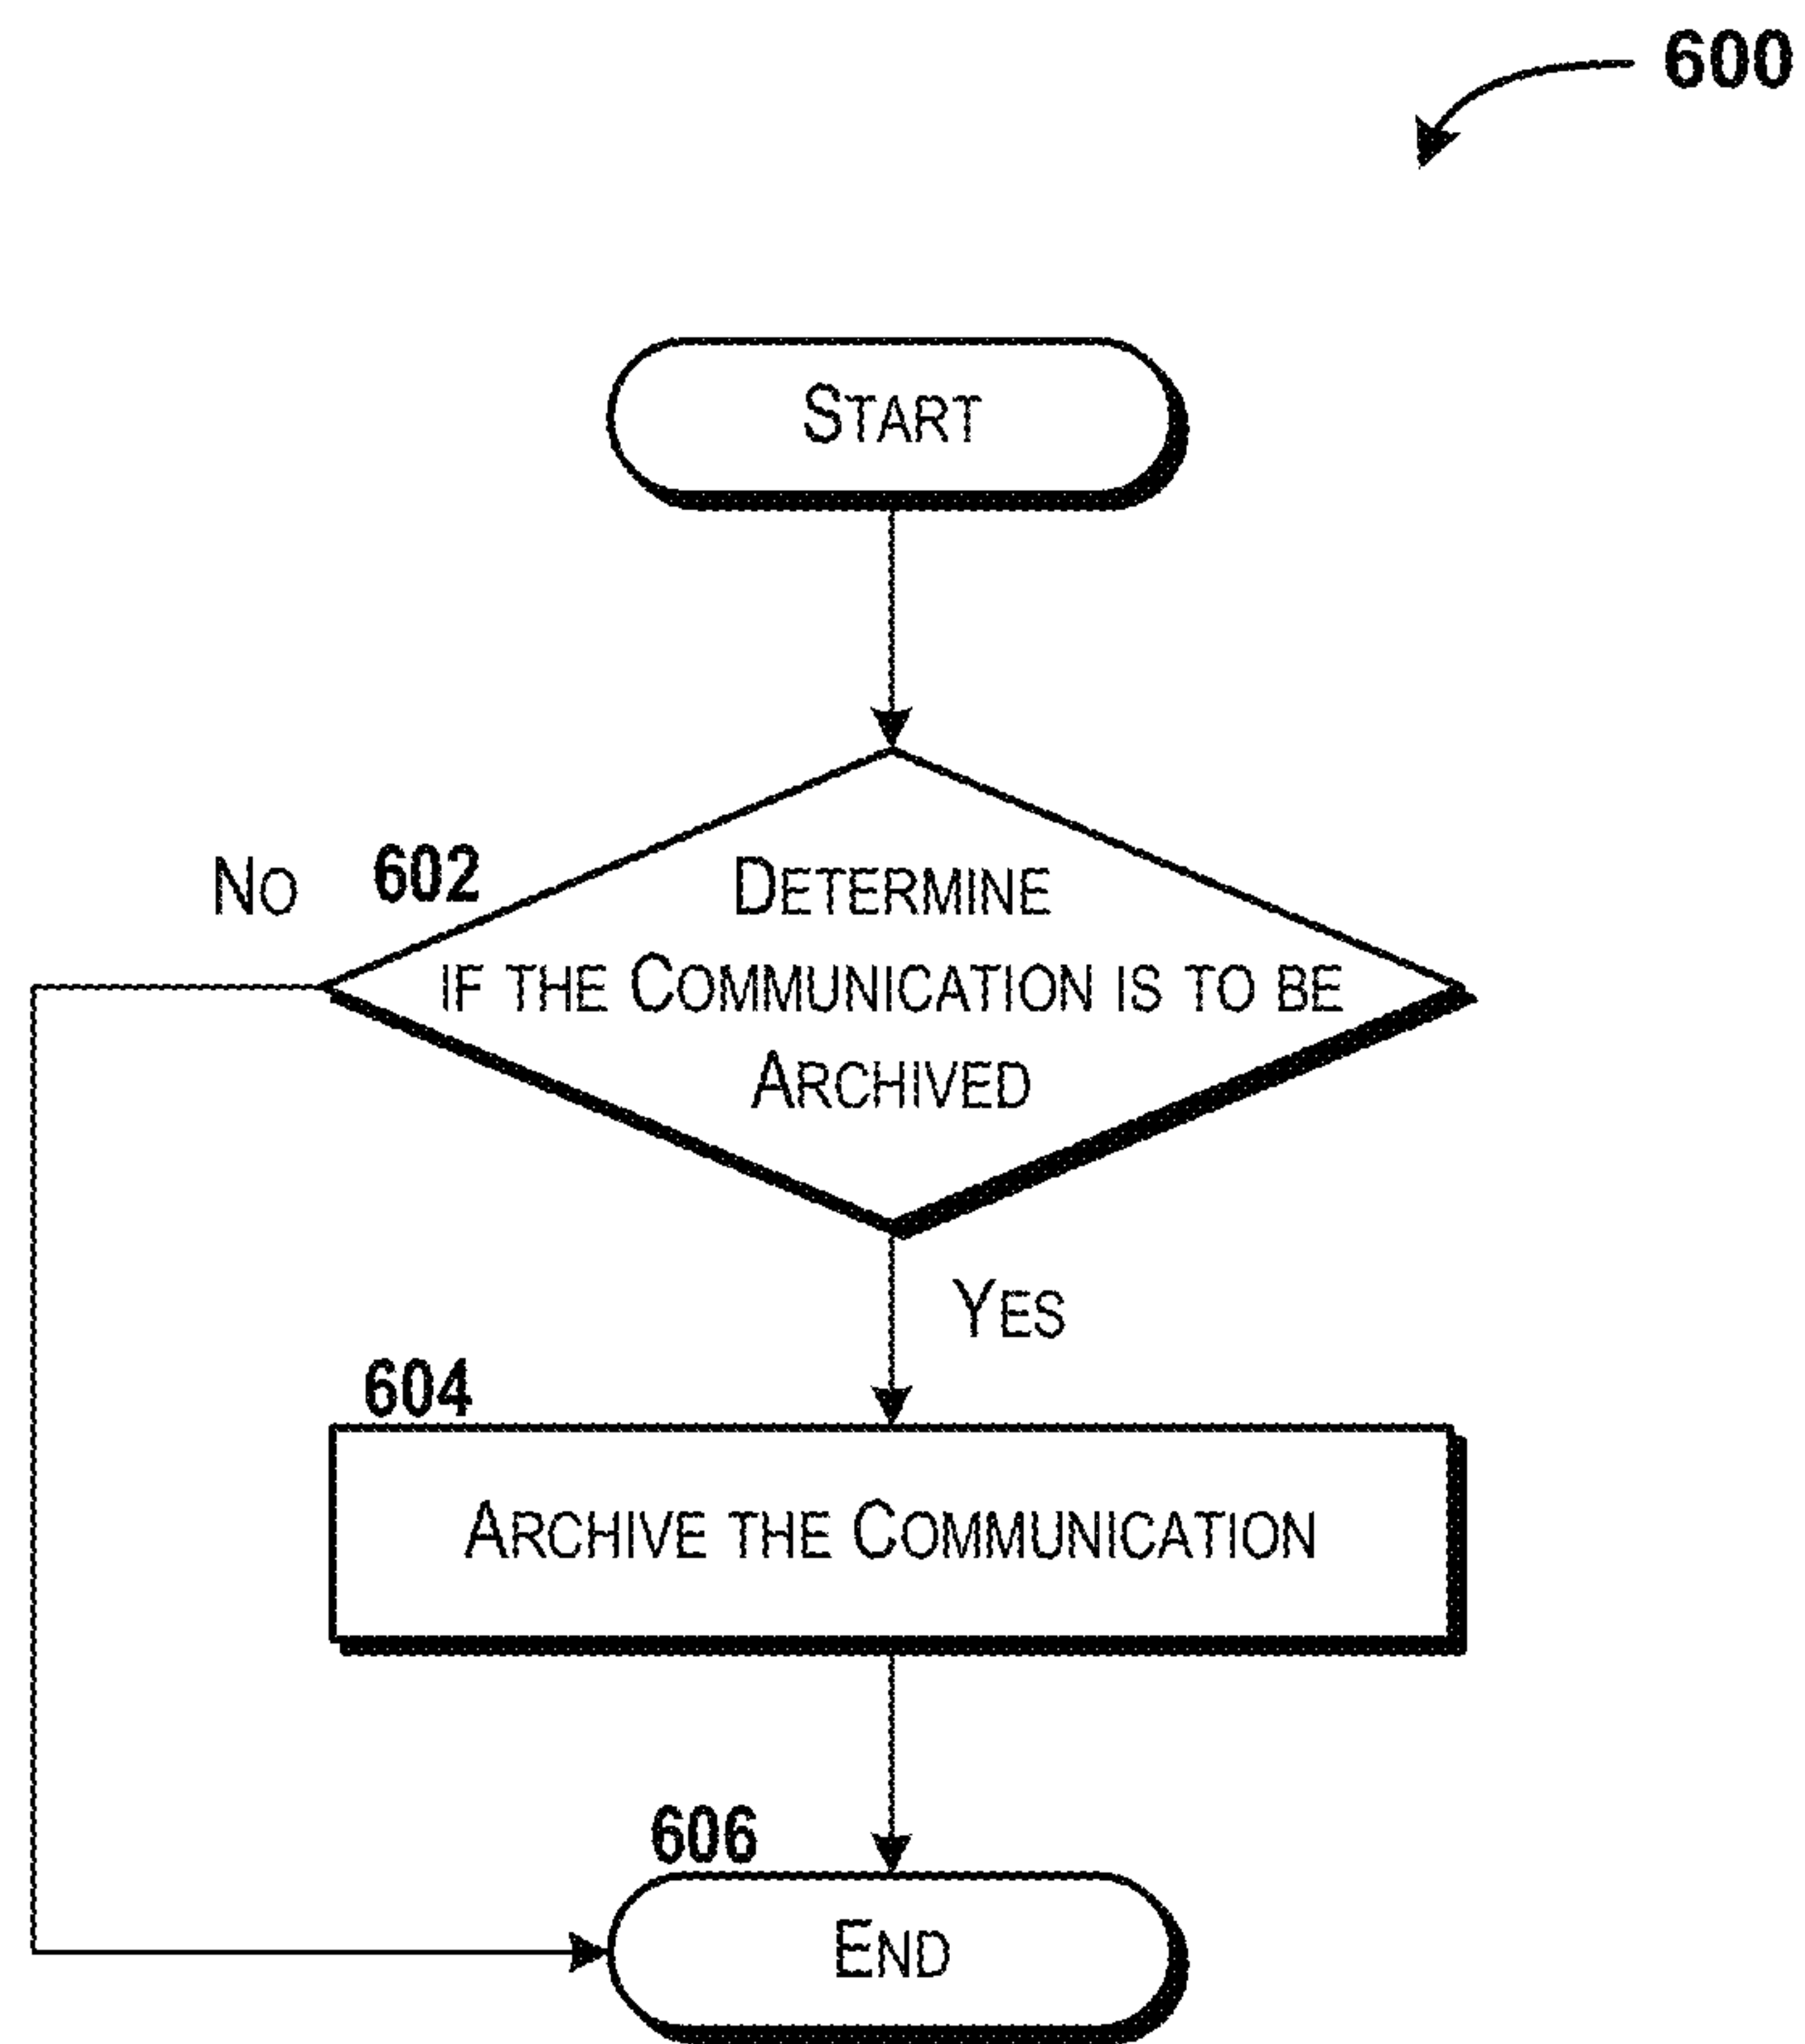 600
START
NO
602
DETERMINE
IF THE COMMUNICATION IS TO BE
ARCHIVED
YES
604
ARCHIVE THE COMMUNICATION
606
END